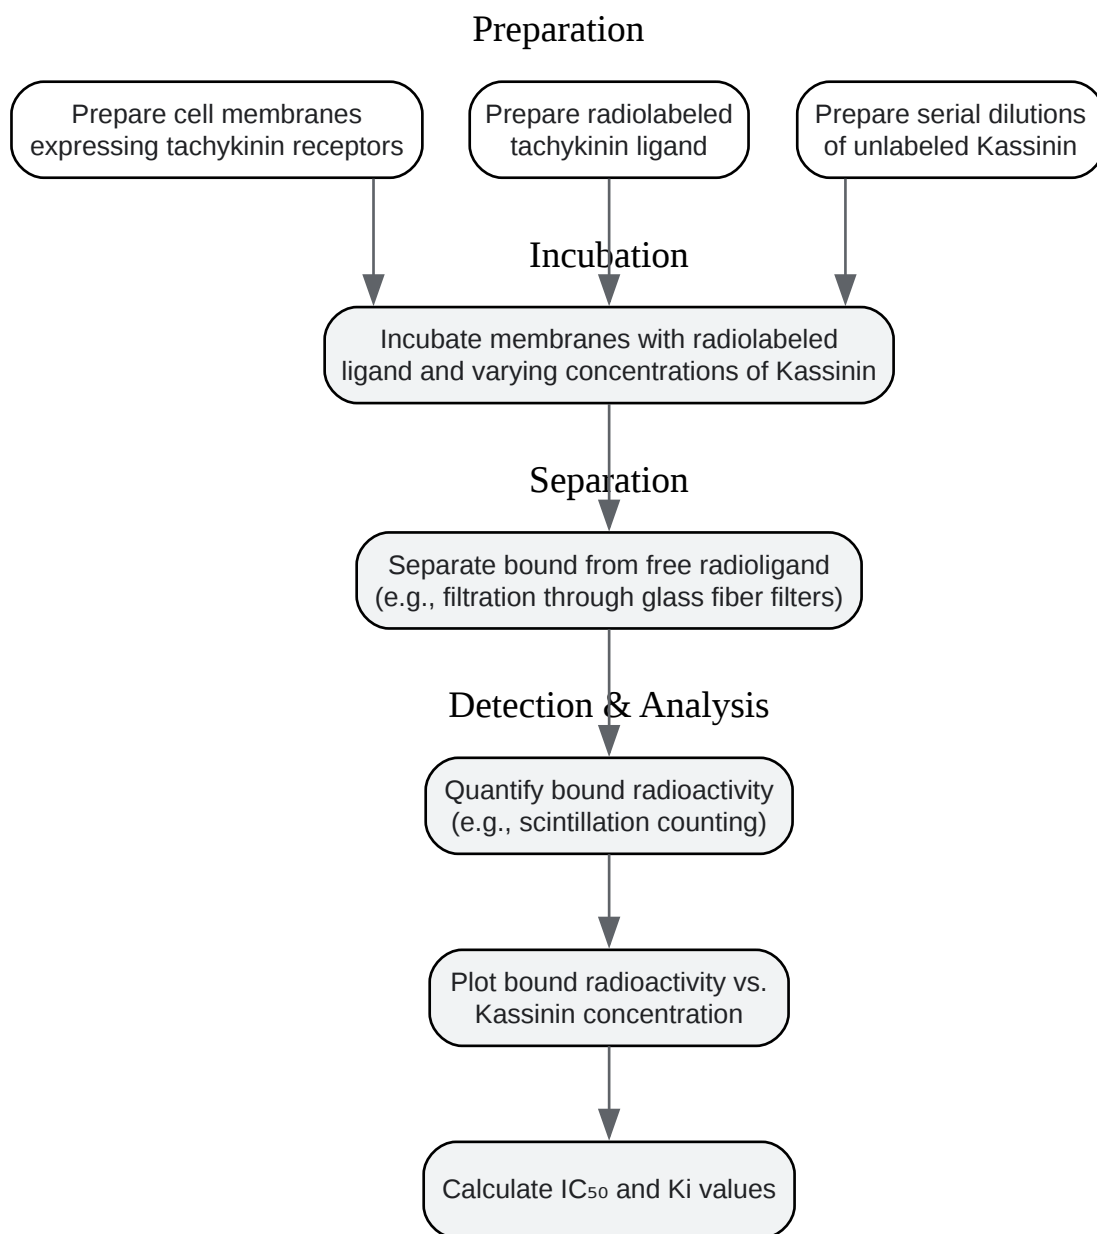 Preparation
Prepare cell membranes
expressing tachykinin receptors
Prepare radiolabeled
tachykinin ligand
Prepare serial dilutions
of unlabeled Kassinin
Incubation
Incubate membranes with radiolabeled
ligand and varying concentrations of Kassinin
Separation
Separate bound from free radioligand
(e.g., filtration through glass fiber filters)
Detection & Analysis
Quantify bound radioactivity
(e.g., scintillation counting)
Plot bound radioactivity vs.
Kassinin concentration
Calculate IC₅₀ and Ki values